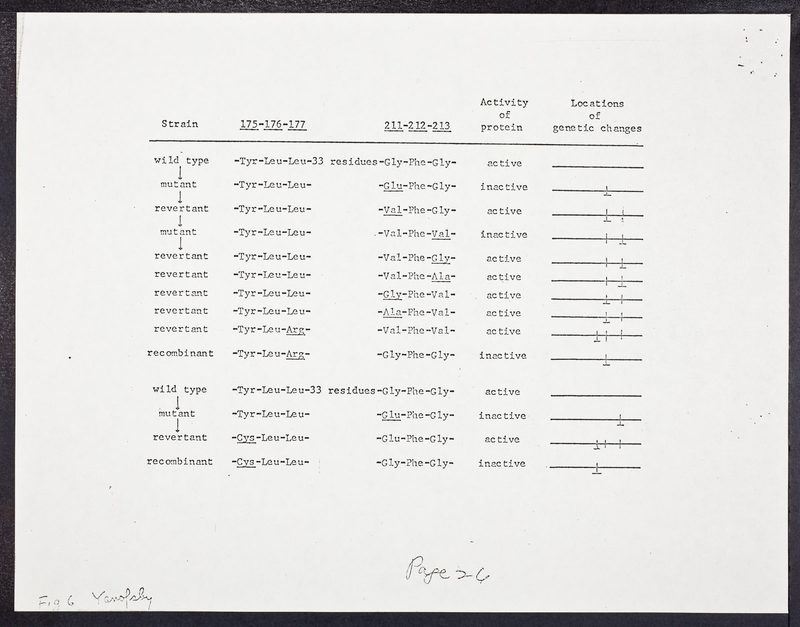 Activity Locations
of of
Strain 175-176-177 211-212-213 protein genetic changes
wild type -Tyr-Leu-Leu-33 residues-Gly-Phe-Gly- active
mutant -Tyr-Leu-Leu- -Glu-Phe-Gly- inactive
revertant -Tyr-Leu-Leu- -Val-Phe-Gly- active
mutant -Tyr-Leu-Leu- -Val-Phe-Val- inactive
revertant -Tyr-Leu-Leu- -Val-Phe-Gly- active
revertant -Tyr-Leu-Leu- -Val-Phe-Ala- active
revertant -Tyr-Leu-Leu- -Gly-Phe-Val- active
revertant -Tyr-Leu-Leu- -Ala-Phe-Val- active
revertant -Tyr-Leu-Arg- -Val-Phe-Val- active
recombinant -Tyr-Leu-Arg- -Gly-Phe-Gly- inactive
wild type -Tyr-Leu-Leu-33 residues-Gly-Phe-Gly- active
mutant -Tyr-Leu-Leu- -Glu-Phe-Gly- inactive
revertant -Cys-Leu-Leu- -Glu-Phe-Gly- active
recombinant -Cys-Leu-Leu- -Gly-Phe-Gly- inactive
Page 26
Fig 6 Yanofsky